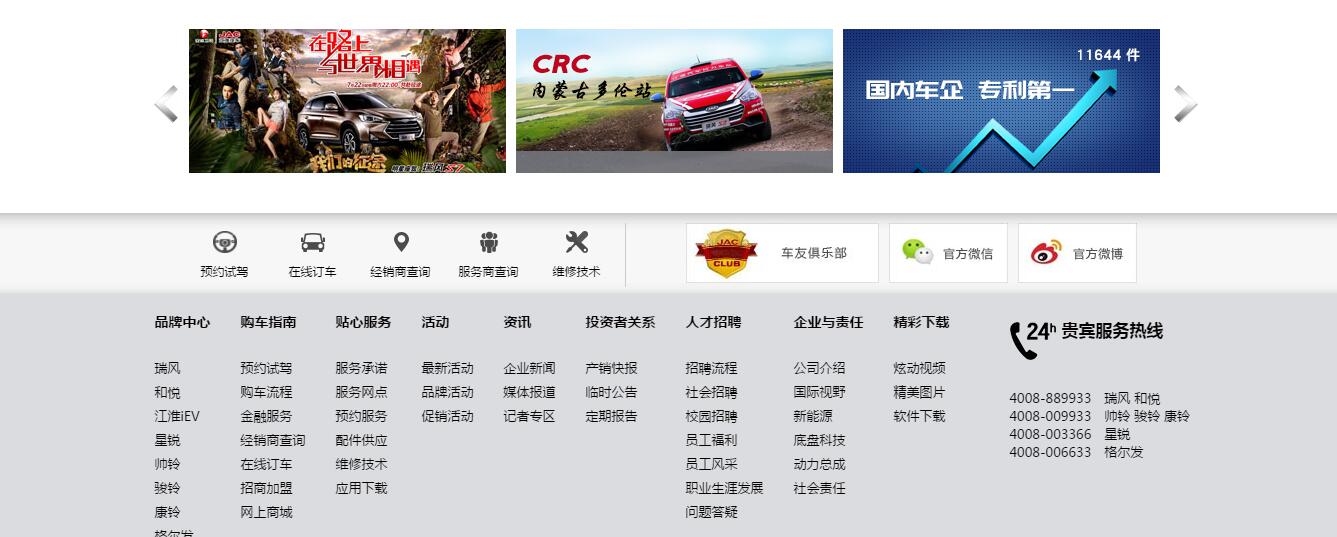 安徽卫视 JAC 江淮汽车
在路上
与世界相遇
我们的征途
瑞风S7
CRC
内蒙古多伦站
11644 件
国内车企 专利第一
预约试驾 在线订车 经销商查询 服务商查询 维修技术
JAC
CLUB
车友俱乐部
官方微信
官方微博
品牌中心 购车指南 贴心服务 活动 资讯 投资者关系 人才招聘 企业与责任 精彩下载
24h 贵宾服务热线
瑞风 预约试驾 服务承诺 最新活动 企业新闻 产销快报 招聘流程 公司介绍 炫动视频
和悦 购车流程 服务网点 品牌活动 媒体报道 临时公告 社会招聘 国际视野 精美图片
江淮iEV 金融服务 预约服务 促销活动 记者专区 定期报告 校园招聘 新能源 软件下载
星锐 经销商查询 配件供应 员工福利 底盘科技
帅铃 在线订车 维修技术 员工风采 动力总成
骏铃 招商加盟 应用下载 职业生涯发展 社会责任
康铃 网上商城 问题答疑
格尔发
4008-889933 瑞风 和悦
4008-009933 帅铃 骏铃 康铃
4008-003366 星锐
4008-006633 格尔发